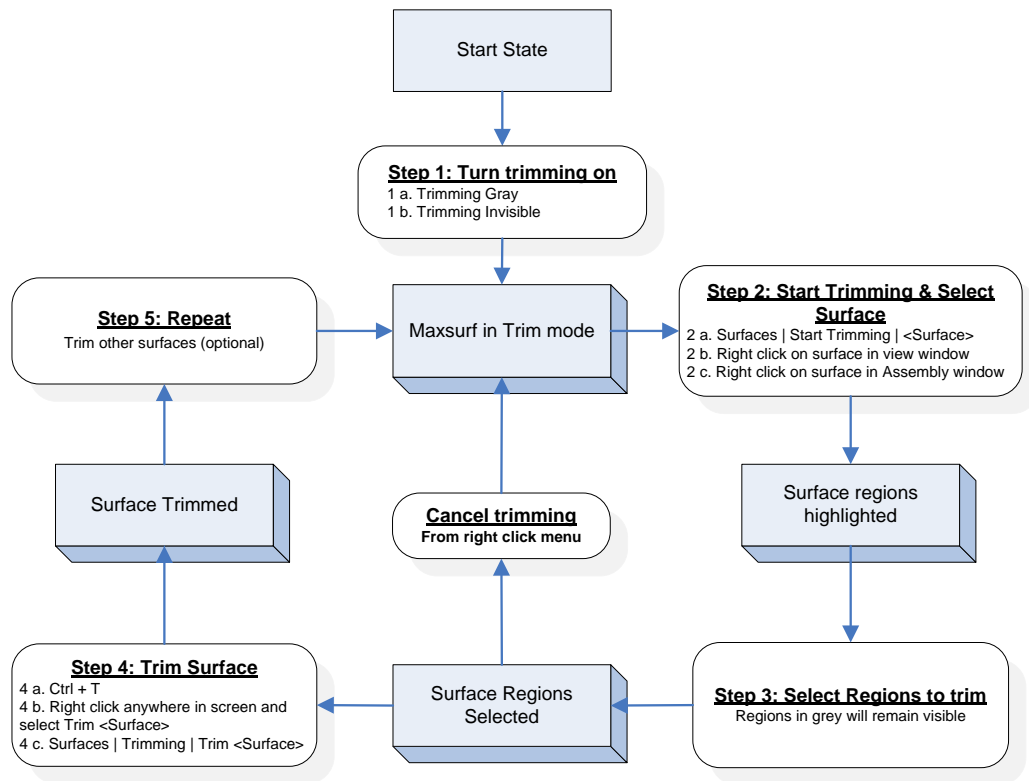 Start State
Step 1: Turn trimming on
1 a. Trimming Gray
1 b. Trimming Invisible
Maxsurf in Trim mode
Step 2: Start Trimming & Select
Surface
2 a. Surfaces | Start Trimming | <Surface>
2 b. Right click on surface in view window
2 c. Right click on surface in Assembly window
Surface regions
highlighted
Step 3: Select Regions to trim
Regions in grey will remain visible
Surface Regions
Selected
Cancel trimming
From right click menu
Step 4: Trim Surface
4 a. Ctrl + T
4 b. Right click anywhere in screen and
select Trim <Surface>
4 c. Surfaces | Trimming | Trim <Surface>
Surface Trimmed
Step 5: Repeat
Trim other surfaces (optional)